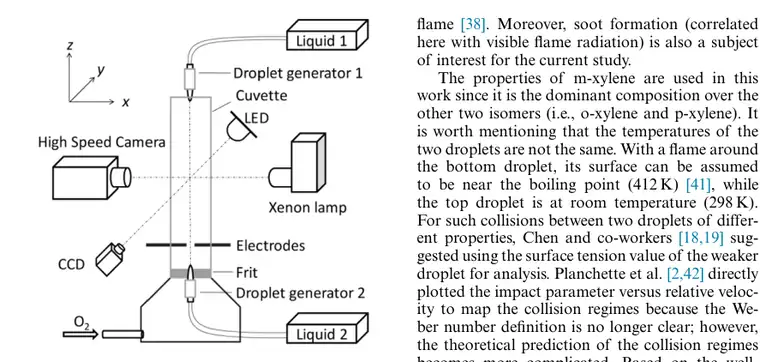 Liquid 1
z
y
x
Droplet generator 1
Cuvette
LED
High Speed Camera
Xenon lamp
Electrodes
CCD
Frit
Droplet generator 2
O2
Liquid 2
flame [38]. Moreover, soot formation (correlated
here with visible flame radiation) is also a subject
of interest for the current study.
The properties of m-xylene are used in this
work since it is the dominant composition over the
other two isomers (i.e., o-xylene and p-xylene). It
is worth mentioning that the temperatures of the
two droplets are not the same. With a flame around
the bottom droplet, its surface can be assumed
to be near the boiling point (412 K) [41], while
the top droplet is at room temperature (298 K).
For such collisions between two droplets of differ-
ent properties, Chen and co-workers [18,19] sug-
gested using the surface tension value of the weaker
droplet for analysis. Planchette et al. [2,42] directly
plotted the impact parameter versus relative veloc-
ity to map the collision regimes because the We-
ber number definition is no longer clear; however,
the theoretical prediction of the collision regimes
becomes more complicated. Based on the well-